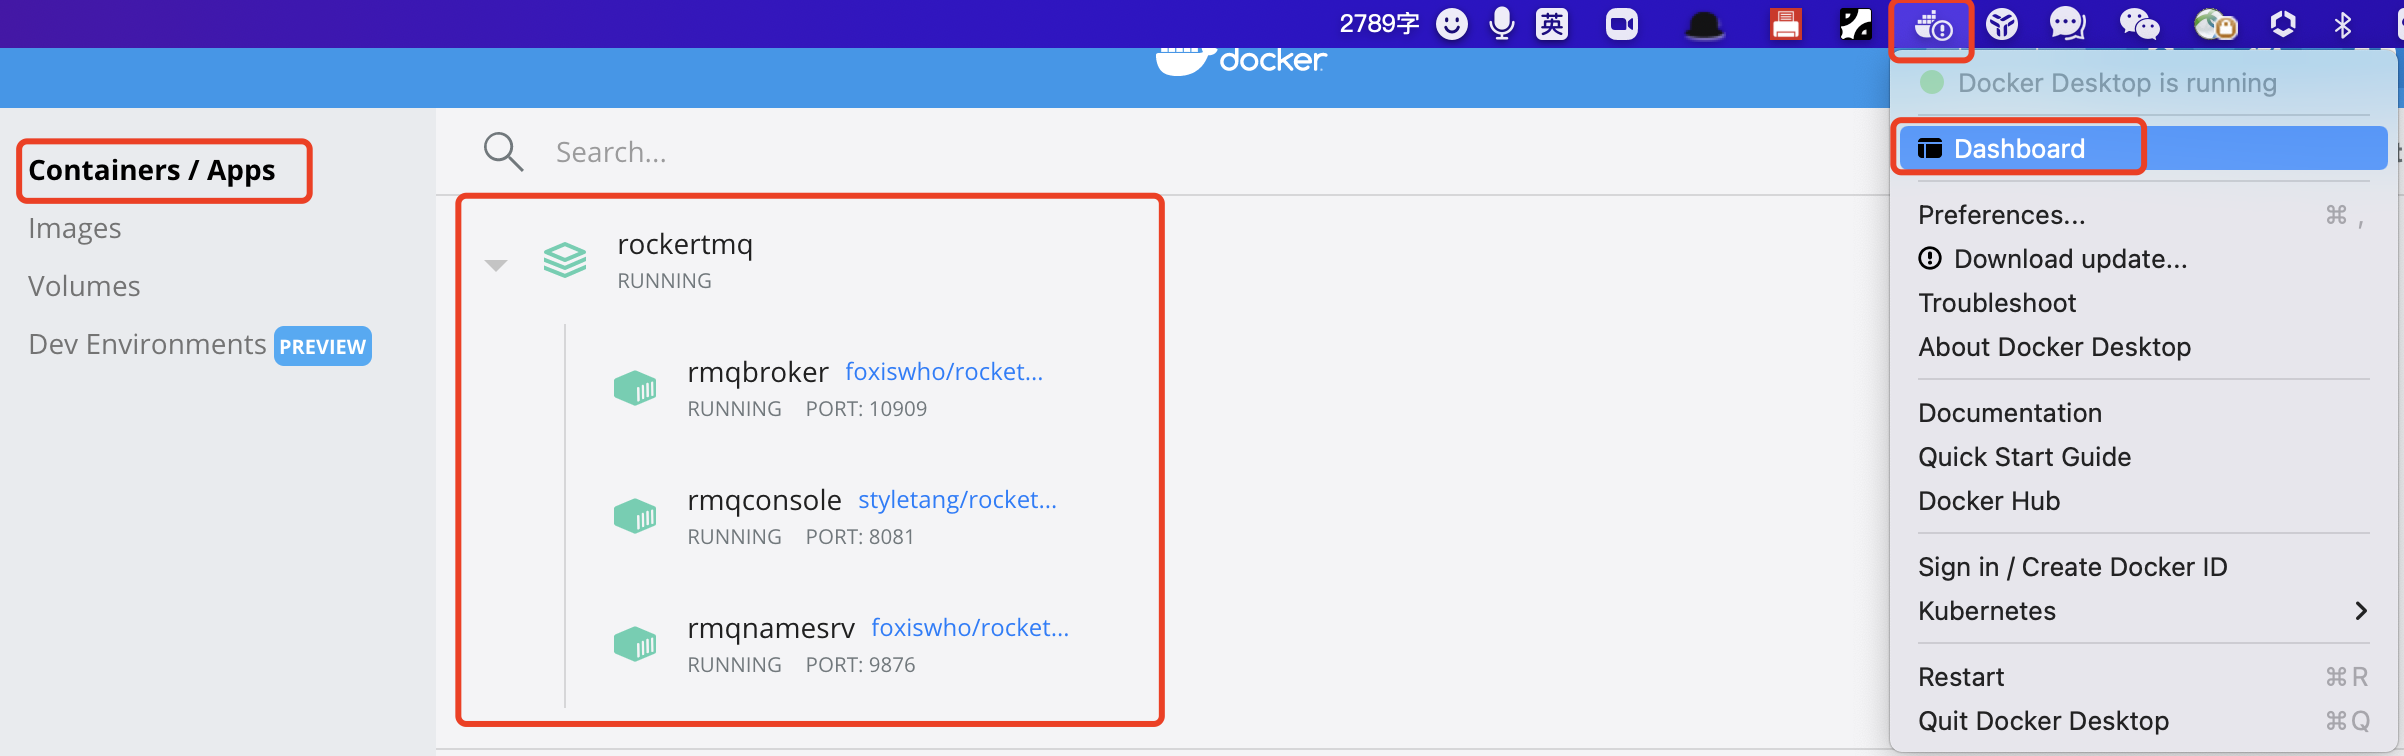 2789字 英
docker
Containers / Apps
Images
Volumes
Dev Environments PREVIEW
Search...
rockertmq
RUNNING
rmqbroker foxiswho/rocket...
RUNNING PORT: 10909
rmqconsole styletang/rocket...
RUNNING PORT: 8081
rmqnamesrv foxiswho/rocket...
RUNNING PORT: 9876
Docker Desktop is running
Dashboard
Preferences... ⌘ ,
Download update...
Troubleshoot
About Docker Desktop
Documentation
Quick Start Guide
Docker Hub
Sign in / Create Docker ID
Kubernetes
Restart ⌘R
Quit Docker Desktop ⌘Q